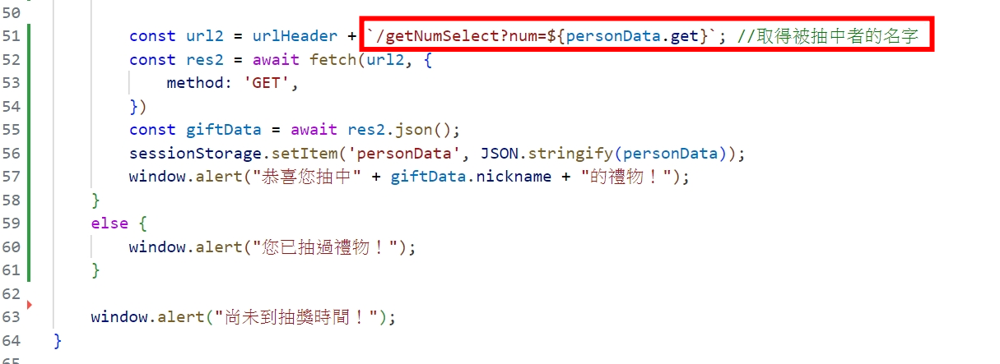 50
51 const url2 = urlHeader + `/getNumSelect?num=${personData.get}`; //取得被抽中者的名字
52 const res2 = await fetch(url2, {
53 method: 'GET',
54 })
55 const giftData = await res2.json();
56 sessionStorage.setItem('personData', JSON.stringify(personData));
57 window.alert("恭喜您抽中" + giftData.nickname + "的禮物！");
58 }
59 else {
60 window.alert("您已抽過禮物！");
61 }
62
63 window.alert("尚未到抽獎時間！");
64 }
65